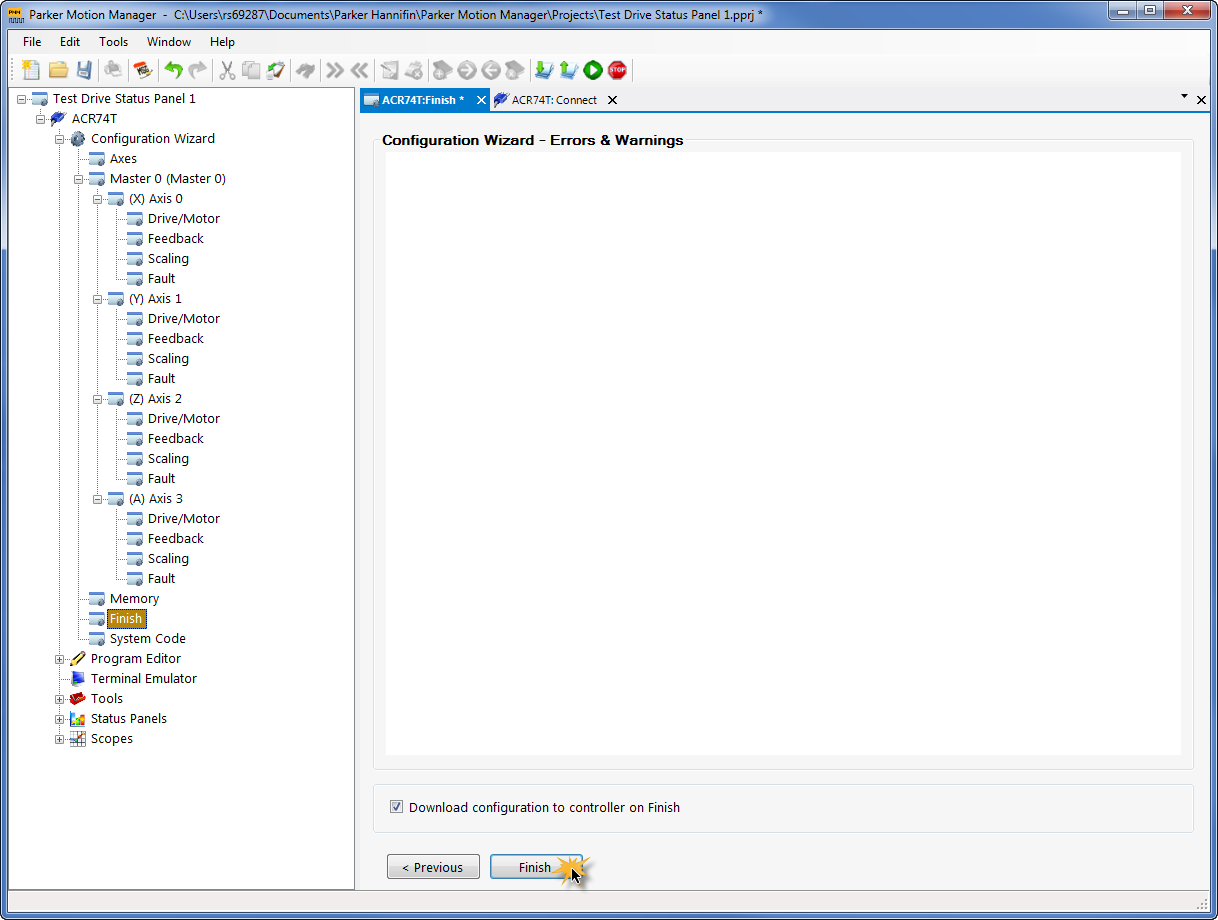 Parker Motion Manager - C:\Users\rs69287\Documents\Parker Hannifin\Parker Motion Manager\Projects\Test Drive Status Panel 1.pprj *
File Edit Tools Window Help
STOP
Test Drive Status Panel 1
ACR74T
Configuration Wizard
Axes
Master 0 (Master 0)
(X) Axis 0
Drive/Motor
Feedback
Scaling
Fault
(Y) Axis 1
Drive/Motor
Feedback
Scaling
Fault
(Z) Axis 2
Drive/Motor
Feedback
Scaling
Fault
(A) Axis 3
Drive/Motor
Feedback
Scaling
Fault
Memory
Finish
System Code
Program Editor
Terminal Emulator
Tools
Status Panels
Scopes
ACR74T:Finish * ACR74T: Connect
Configuration Wizard - Errors & Warnings
Download configuration to controller on Finish
< Previous Finish